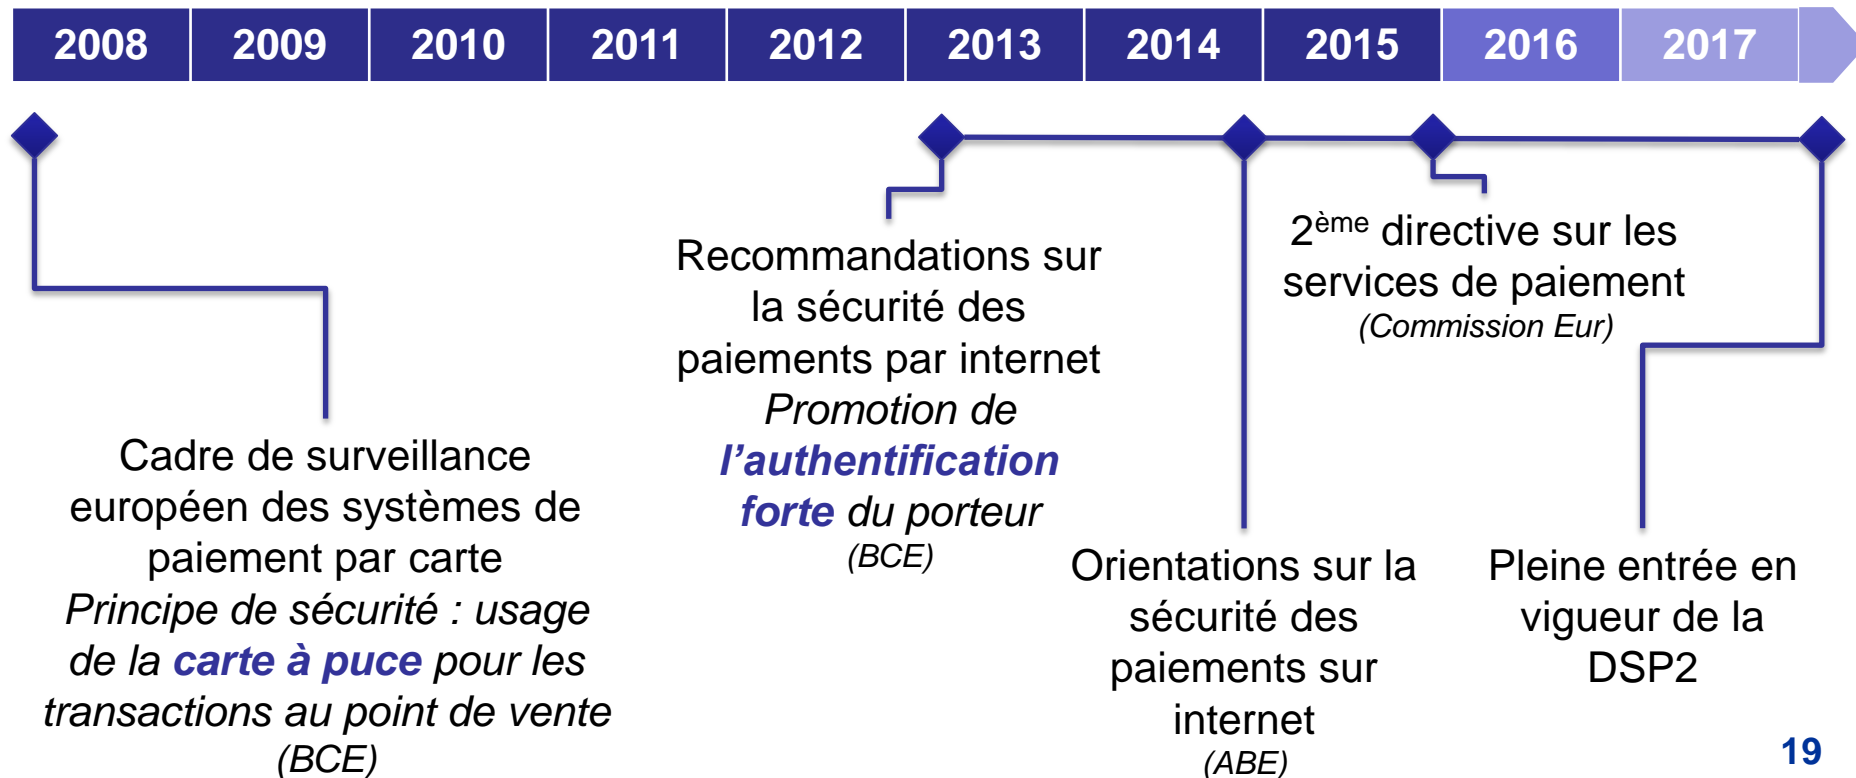 2008 2009 2010 2011 2012 2013 2014 2015 2016 2017
Cadre de surveillance
européen des systèmes de
paiement par carte
Principe de sécurité : usage
de la carte à puce pour les
transactions au point de vente
(BCE)
Recommandations sur
la sécurité des
paiements par internet
Promotion de
l’authentification
forte du porteur
(BCE)
Orientations sur la
sécurité des
paiements sur
internet
(ABE)
2ème directive sur les
services de paiement
(Commission Eur)
Pleine entrée en
vigueur de la
DSP2
19